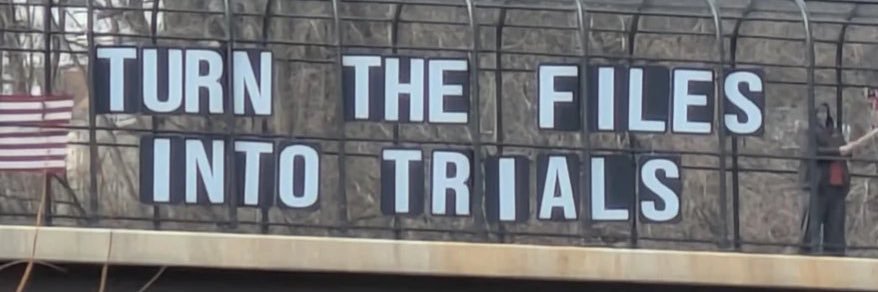 TURN THE FILES
INTO TRIALS